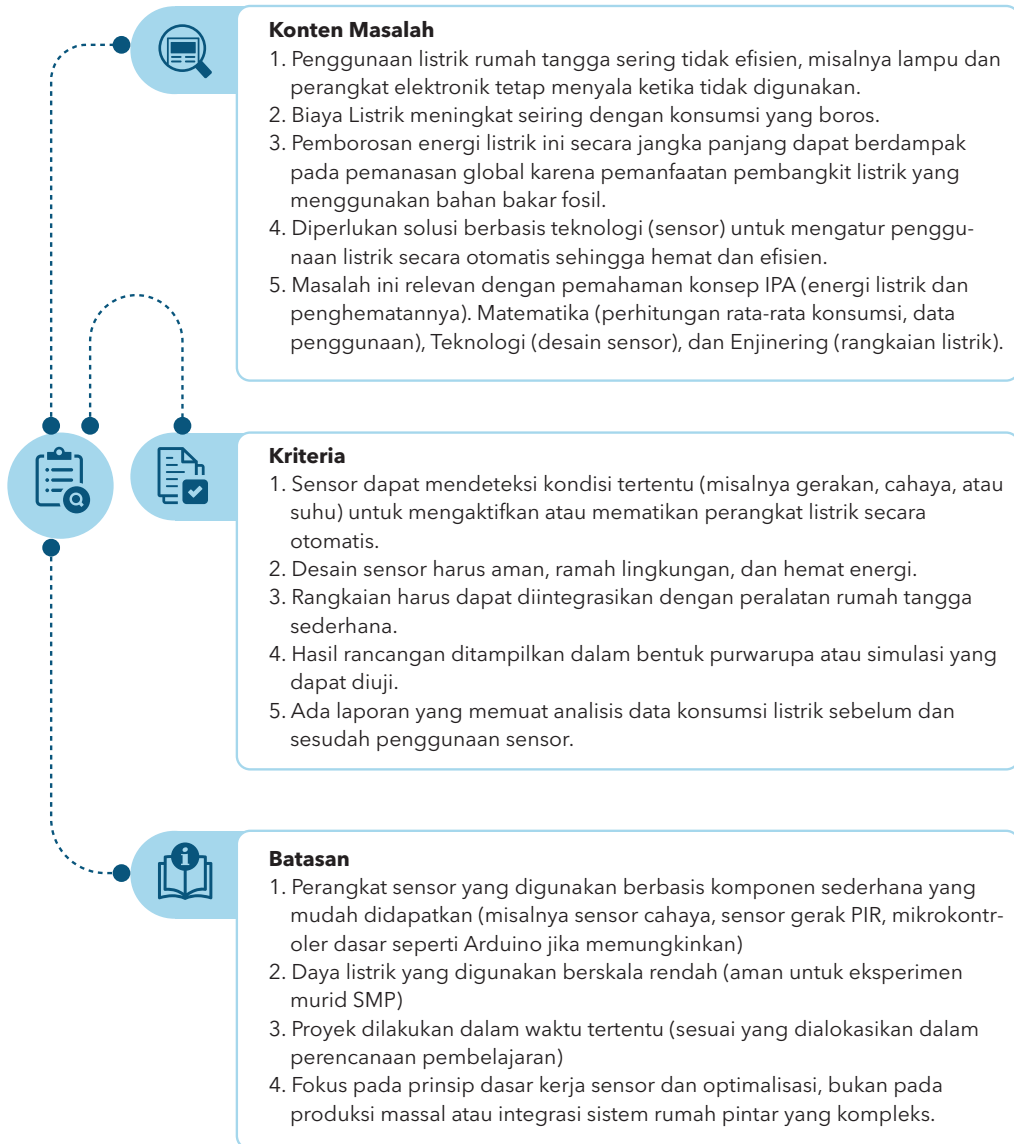 Konten Masalah
1. Penggunaan listrik rumah tangga sering tidak efisien, misalnya lampu dan
perangkat elektronik tetap menyala ketika tidak digunakan.
2. Biaya Listrik meningkat seiring dengan konsumsi yang boros.
3. Pemborosan energi listrik ini secara jangka panjang dapat berdampak
pada pemanasan global karena pemanfaatan pembangkit listrik yang
menggunakan bahan bakar fosil.
4. Diperlukan solusi berbasis teknologi (sensor) untuk mengatur penggu-
naan listrik secara otomatis sehingga hemat dan efisien.
5. Masalah ini relevan dengan pemahaman konsep IPA (energi listrik dan
penghematannya). Matematika (perhitungan rata-rata konsumsi, data
penggunaan), Teknologi (desain sensor), dan Enjinering (rangkaian listrik).
Kriteria
1. Sensor dapat mendeteksi kondisi tertentu (misalnya gerakan, cahaya, atau
suhu) untuk mengaktifkan atau mematikan perangkat listrik secara
otomatis.
2. Desain sensor harus aman, ramah lingkungan, dan hemat energi.
3. Rangkaian harus dapat diintegrasikan dengan peralatan rumah tangga
sederhana.
4. Hasil rancangan ditampilkan dalam bentuk purwarupa atau simulasi yang
dapat diuji.
5. Ada laporan yang memuat analisis data konsumsi listrik sebelum dan
sesudah penggunaan sensor.
Batasan
1. Perangkat sensor yang digunakan berbasis komponen sederhana yang
mudah didapatkan (misalnya sensor cahaya, sensor gerak PIR, mikrokontr-
oler dasar seperti Arduino jika memungkinkan)
2. Daya listrik yang digunakan berskala rendah (aman untuk eksperimen
murid SMP)
3. Proyek dilakukan dalam waktu tertentu (sesuai yang dialokasikan dalam
perencanaan pembelajaran)
4. Fokus pada prinsip dasar kerja sensor dan optimalisasi, bukan pada
produksi massal atau integrasi sistem rumah pintar yang kompleks.